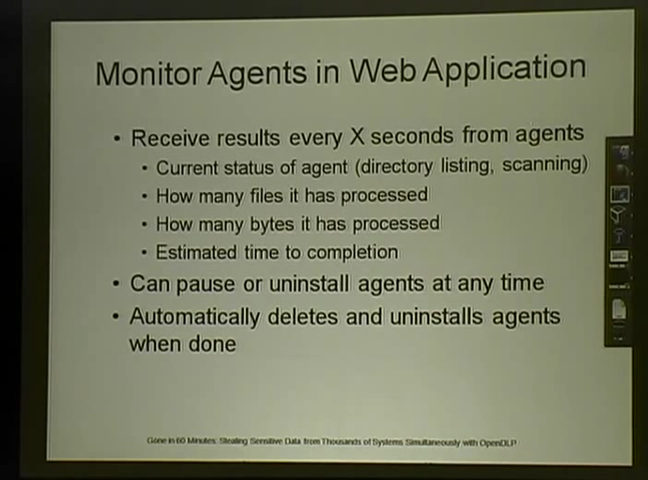 Monitor Agents in Web Application
• Receive results every X seconds from agents
• Current status of agent (directory listing, scanning)
• How many files it has processed
• How many bytes it has processed
• Estimated time to completion
• Can pause or uninstall agents at any time
• Automatically deletes and uninstalls agents
when done
Gone in 60 Minutes: Stealing Sensitive Data from Thousands of Systems Simultaneously with OpenDLP